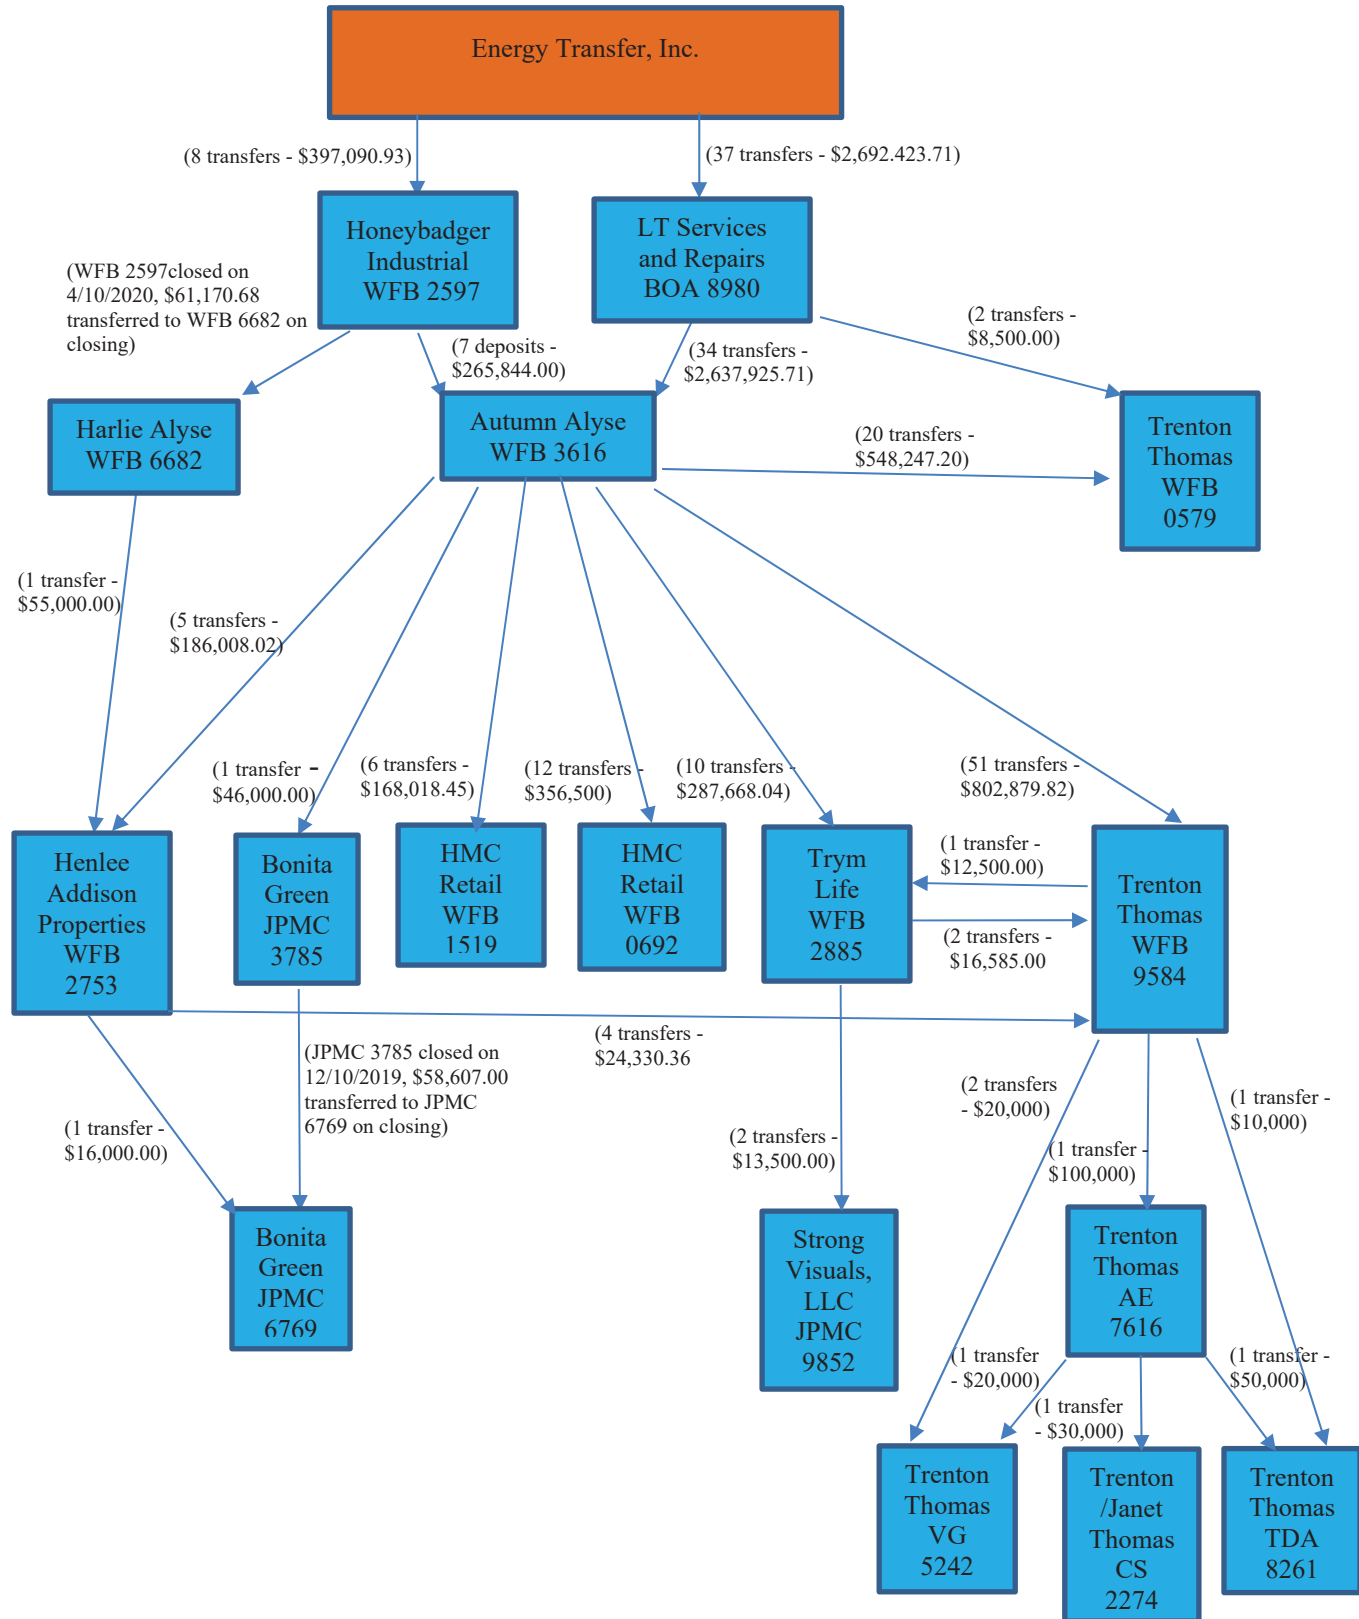 Energy Transfer, Inc.
(8 transfers - $397,090.93)
(37 transfers - $2,692.423.71)
Honeybadger
Industrial
WFB 2597
LT Services
and Repairs
BOA 8980
(WFB 2597closed on
4/10/2020, $61,170.68
transferred to WFB 6682 on
closing)
(7 deposits -
$265,844.00)
(34 transfers -
$2,637,925.71)
(2 transfers -
$8,500.00)
Harlie Alyse
WFB 6682
Autumn Alyse
WFB 3616
(20 transfers -
$548,247.20)
Trenton
Thomas
WFB
0579
(1 transfer -
$55,000.00)
(5 transfers -
$186,008.02)
(1 transfer -
$46,000.00)
(6 transfers -
$168,018.45)
(12 transfers -
$356,500)
(10 transfers -
$287,668.04)
(51 transfers -
$802,879.82)
Henlee
Addison
Properties
WFB
2753
Bonita
Green
JPMC
3785
HMC
Retail
WFB
1519
HMC
Retail
WFB
0692
Trym
Life
WFB
2885
(1 transfer -
$12,500.00)
(2 transfers -
$16,585.00
Trenton
Thomas
WFB
9584
(4 transfers -
$24,330.36
(JPMC 3785 closed on
12/10/2019, $58,607.00
transferred to JPMC
6769 on closing)
(1 transfer -
$16,000.00)
(2 transfers -
$13,500.00)
(2 transfers
- $20,000)
(1 transfer -
$100,000)
(1 transfer -
$10,000)
Bonita
Green
JPMC
6769
Strong
Visuals,
LLC
JPMC
9852
Trenton
Thomas
AE
7616
(1 transfer
- $20,000)
(1 transfer
- $30,000)
(1 transfer -
$50,000)
Trenton
Thomas
VG
5242
Trenton
/Janet
Thomas
CS
2274
Trenton
Thomas
TDA
8261